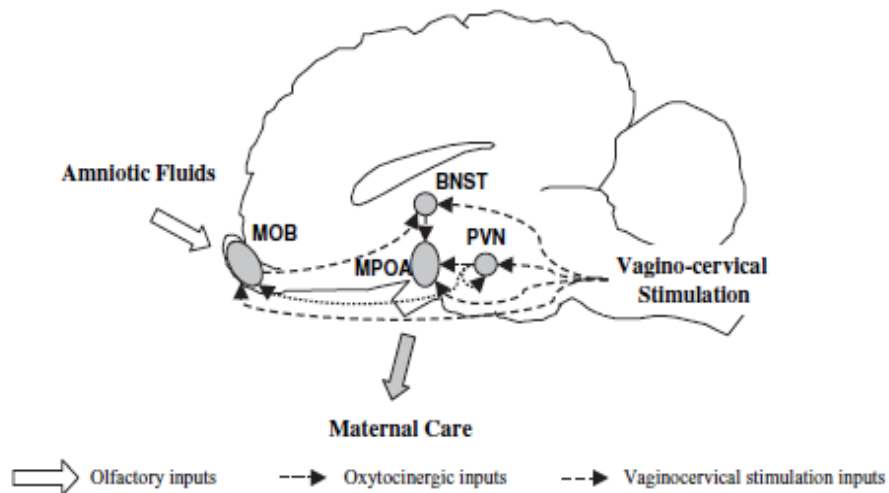 Amniotic Fluids
BNST
MOB
PVN
MPOA
Vagino-cervical
Stimulation
Maternal Care
Olfactory inputs
Oxytocinergic inputs
Vaginocervical stimulation inputs